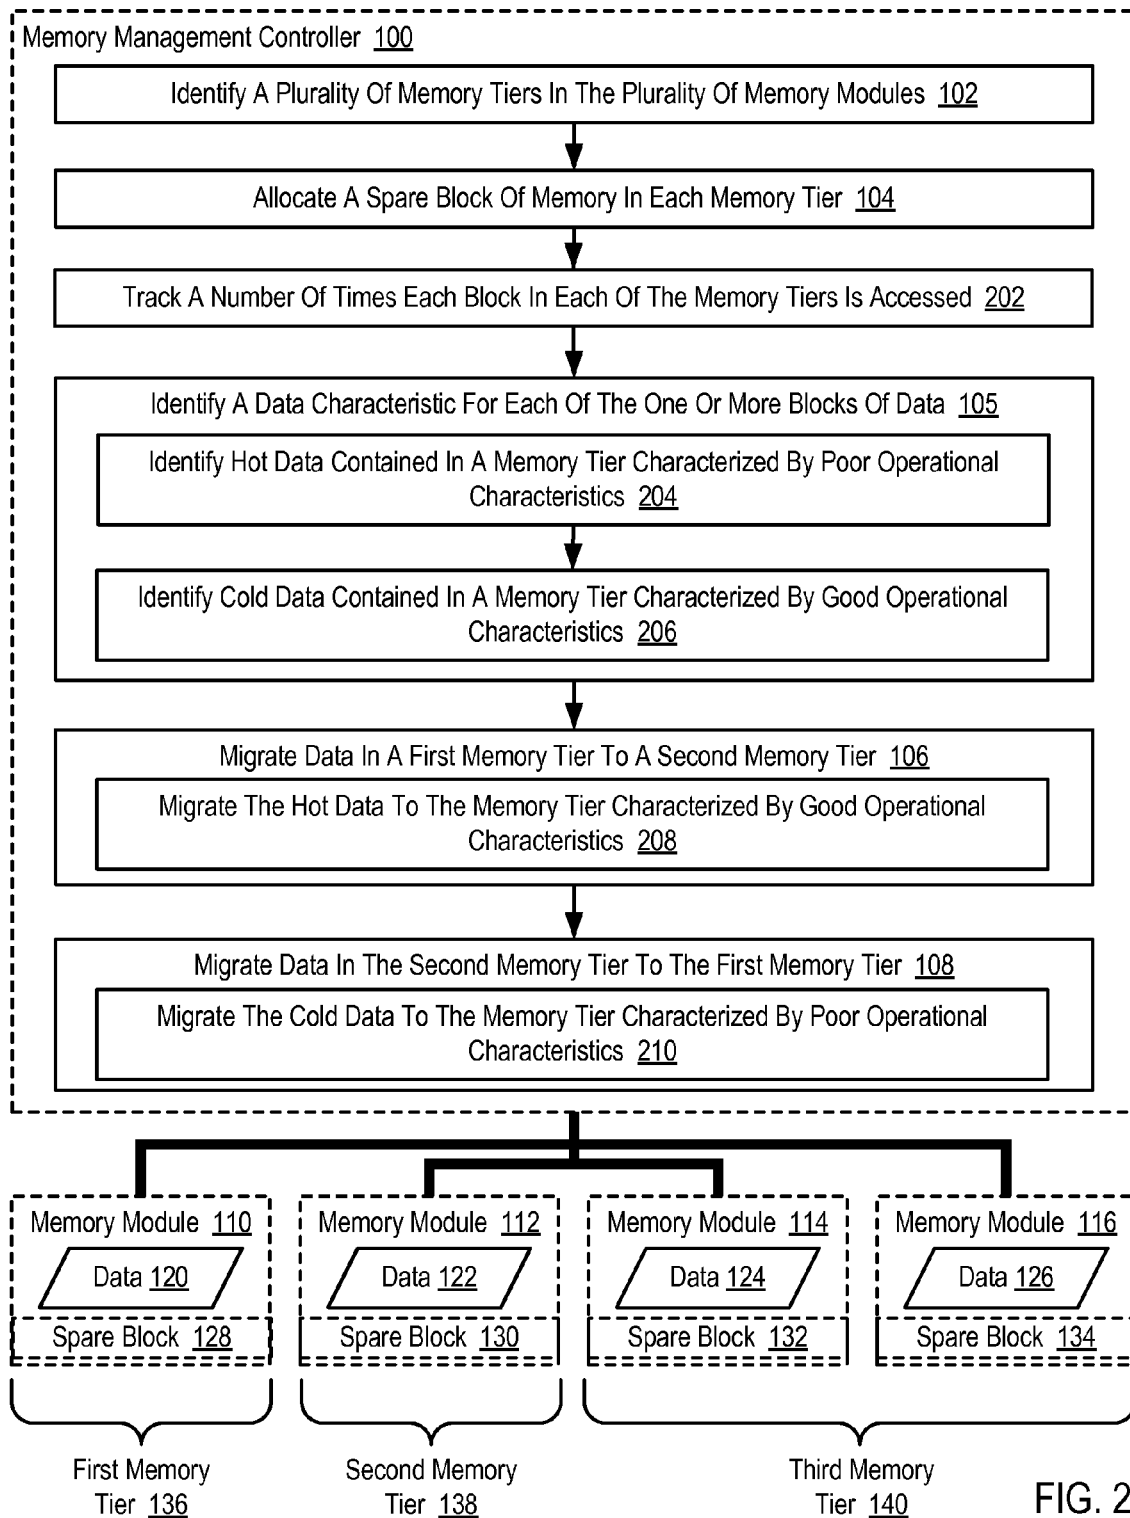 Memory Management Controller 100
Identify A Plurality Of Memory Tiers In The Plurality Of Memory Modules 102
Allocate A Spare Block Of Memory In Each Memory Tier 104
Track A Number Of Times Each Block In Each Of The Memory Tiers Is Accessed 202
Identify A Data Characteristic For Each Of The One Or More Blocks Of Data 105
Identify Hot Data Contained In A Memory Tier Characterized By Poor Operational
Characteristics 204
Identify Cold Data Contained In A Memory Tier Characterized By Good Operational
Characteristics 206
Migrate Data In A First Memory Tier To A Second Memory Tier 106
Migrate The Hot Data To The Memory Tier Characterized By Good Operational
Characteristics 208
Migrate Data In The Second Memory Tier To The First Memory Tier 108
Migrate The Cold Data To The Memory Tier Characterized By Poor Operational
Characteristics 210
Memory Module 110
Data 120
Spare Block 128
Memory Module 112
Data 122
Spare Block 130
Memory Module 114
Data 124
Spare Block 132
Memory Module 116
Data 126
Spare Block 134
First Memory
Tier 136
Second Memory
Tier 138
Third Memory
Tier 140
FIG. 2